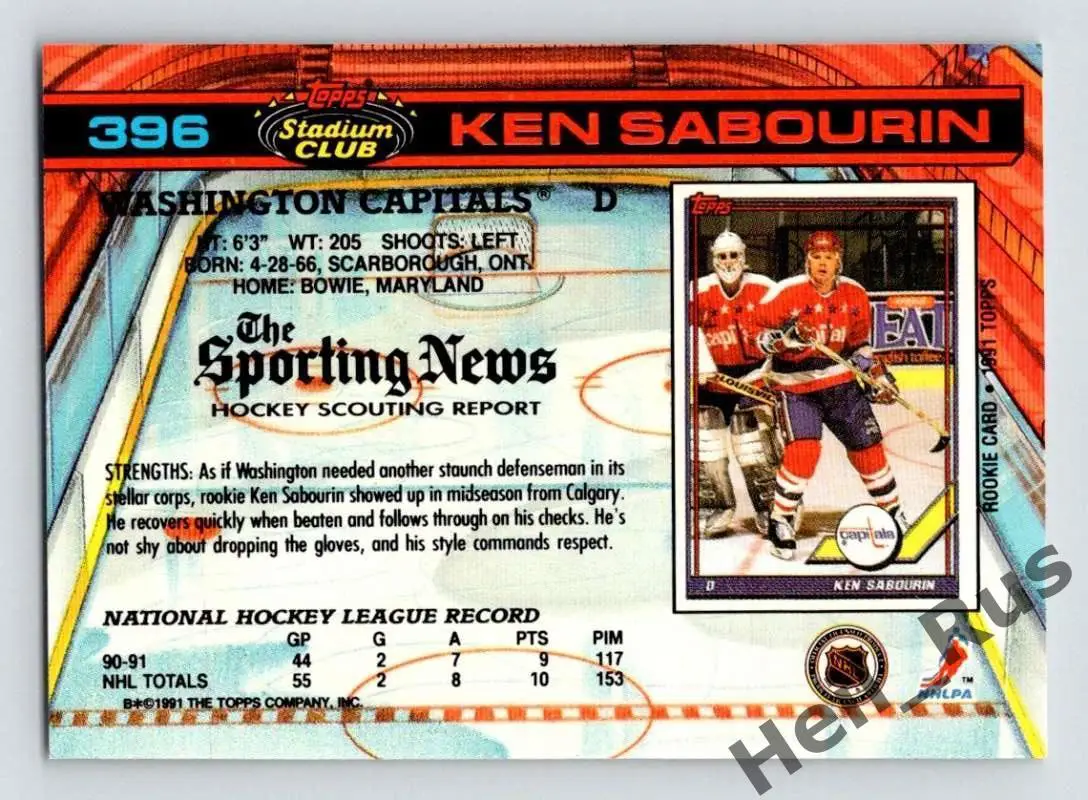 396
Topps
Stadium
CLUB
KEN SABOURIN
WASHINGTON CAPITALS® D
HT: 6'3" WT: 205 SHOOTS: LEFT
BORN: 4-28-66, SCARBOROUGH, ONT.
HOME: BOWIE, MARYLAND
The
Sporting News
HOCKEY SCOUTING REPORT
STRENGTHS: As if Washington needed another staunch defenseman in its
stellar corps, rookie Ken Sabourin showed up in midseason from Calgary.
He recovers quickly when beaten and follows through on his checks. He's
not shy about dropping the gloves, and his style commands respect.
NATIONAL HOCKEY LEAGUE RECORD
GP G A PTS PIM
90-91 44 2 7 9 117
NHL TOTALS 55 2 8 10 153
B*©1991 THE TOPPS COMPANY, INC.
Topps
EAT
capitals
D KEN SABOURIN
ROOKIE CARD • 1991 TOPPS
NHL
NHLPA
™
Hen_Rus